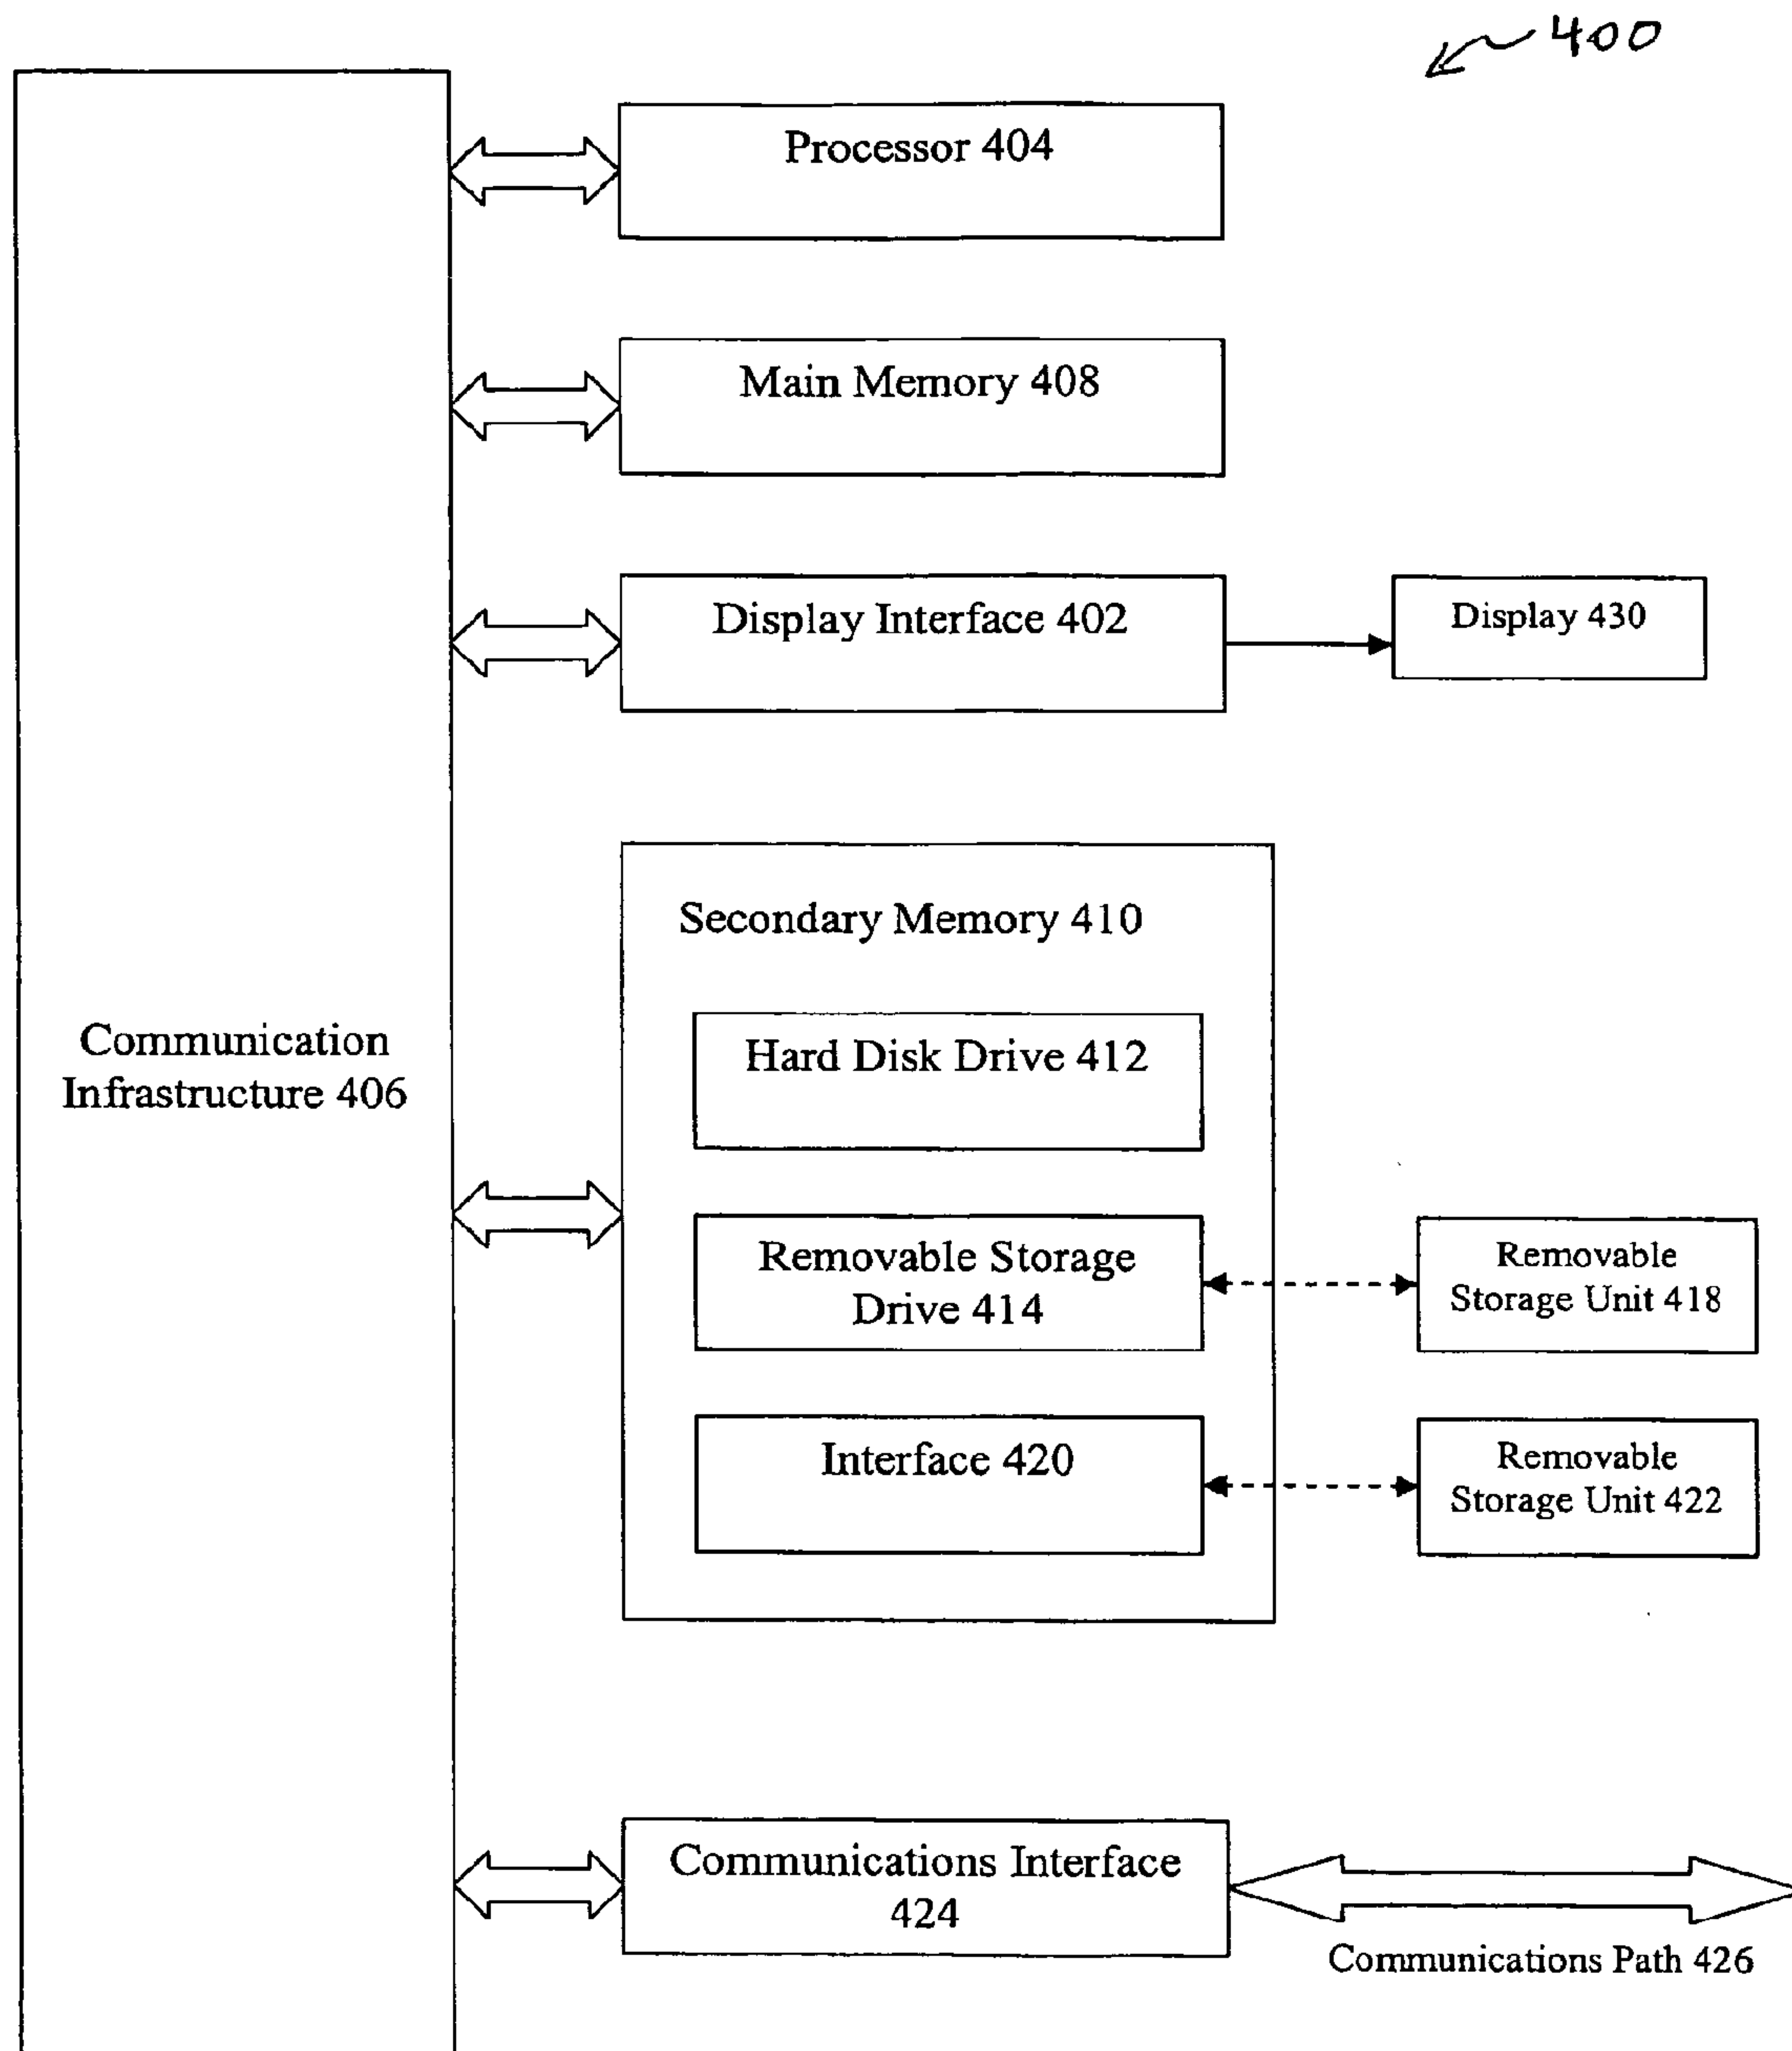 400
Processor 404
Main Memory 408
Display Interface 402
Display 430
Secondary Memory 410
Communication
Infrastructure 406
Hard Disk Drive 412
Removable Storage
Drive 414
Removable
Storage Unit 418
Interface 420
Removable
Storage Unit 422
Communications Interface
424
Communications Path 426